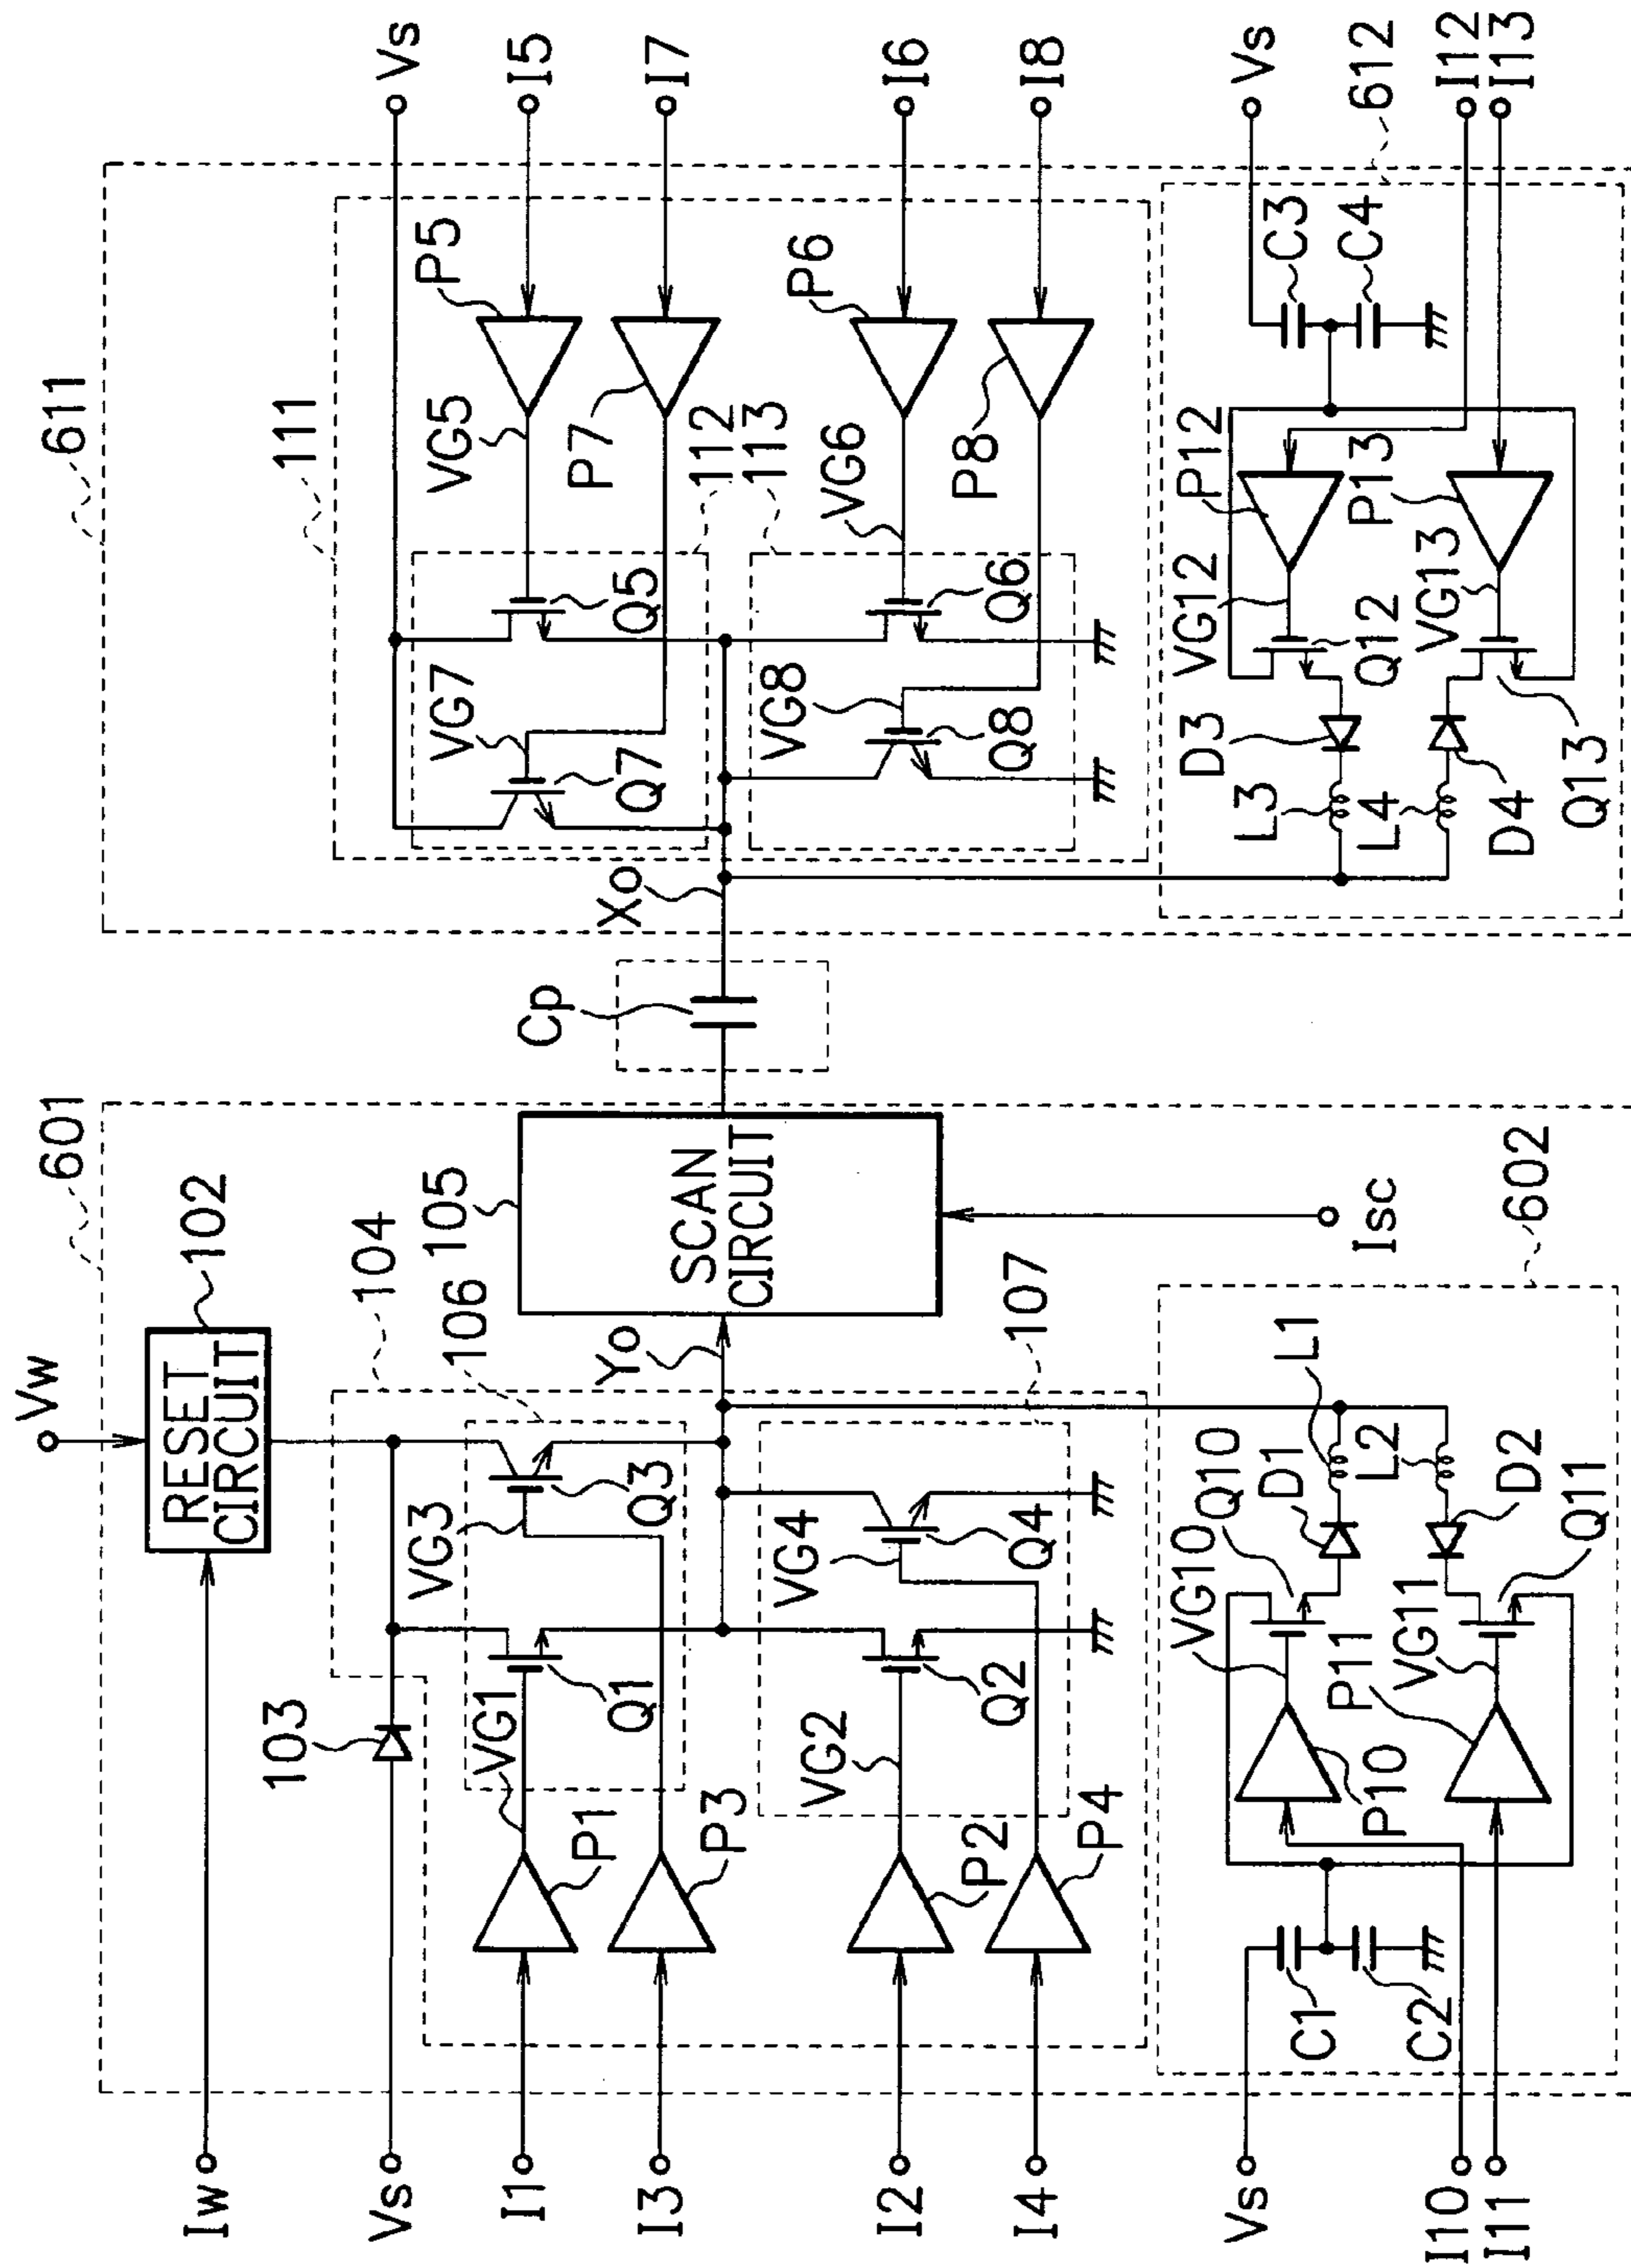 601
611
Vw
102
RESET
CIRCUIT
Iw
103
104
111
Vs
Vs
106
105
VG1
VG3
P1
Q1
Q3
I1
I3
P3
SCAN
CIRCUIT
Yo
Cp
Xo
VG7
VG5
P5
I5
Q7
Q5
P7
I7
112
113
107
VG2
VG4
P2
Q2
Q4
I2
I4
P4
VG8
VG6
P6
I6
Q8
Q6
P8
I8
Isc
602
612
Vs
C1
C2
VG10
Q10
D1
L1
P10
P11
VG11
L2
D2
Q11
I10
I11
D3
L3
L4
D4
VG12
Q12
P12
VG13
Q13
P13
C3
C4
Vs
I12
I13